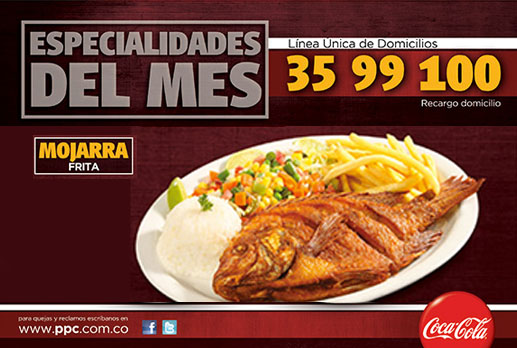 ESPECIALIDADES
DEL MES
Línea Única de Domicilios
35 99 100
Recargo domicilio
MOJARRA
FRITA
para quejas y reclamos escribanos en
www.ppc.com.co
f t
Coca-Cola